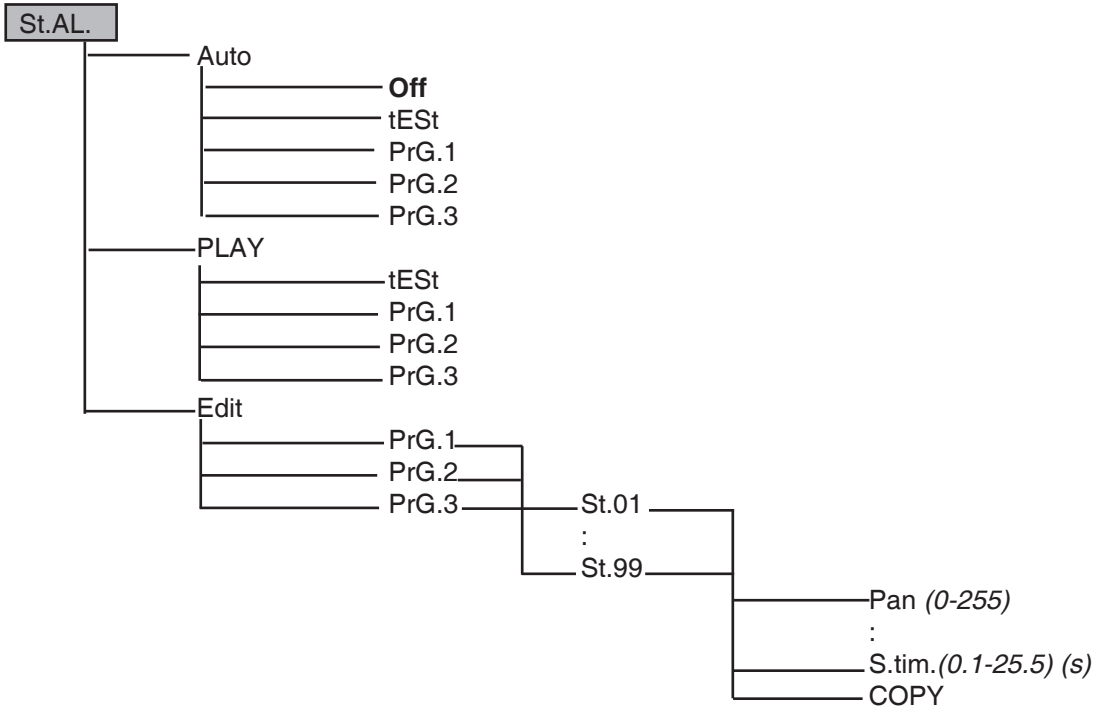 St.AL.
Auto
Off
tESt
PrG.1
PrG.2
PrG.3
PLAY
tESt
PrG.1
PrG.2
PrG.3
Edit
PrG.1
PrG.2
PrG.3
St.01
:
St.99
Pan (0-255)
:
S.tim.(0.1-25.5) (s)
COPY